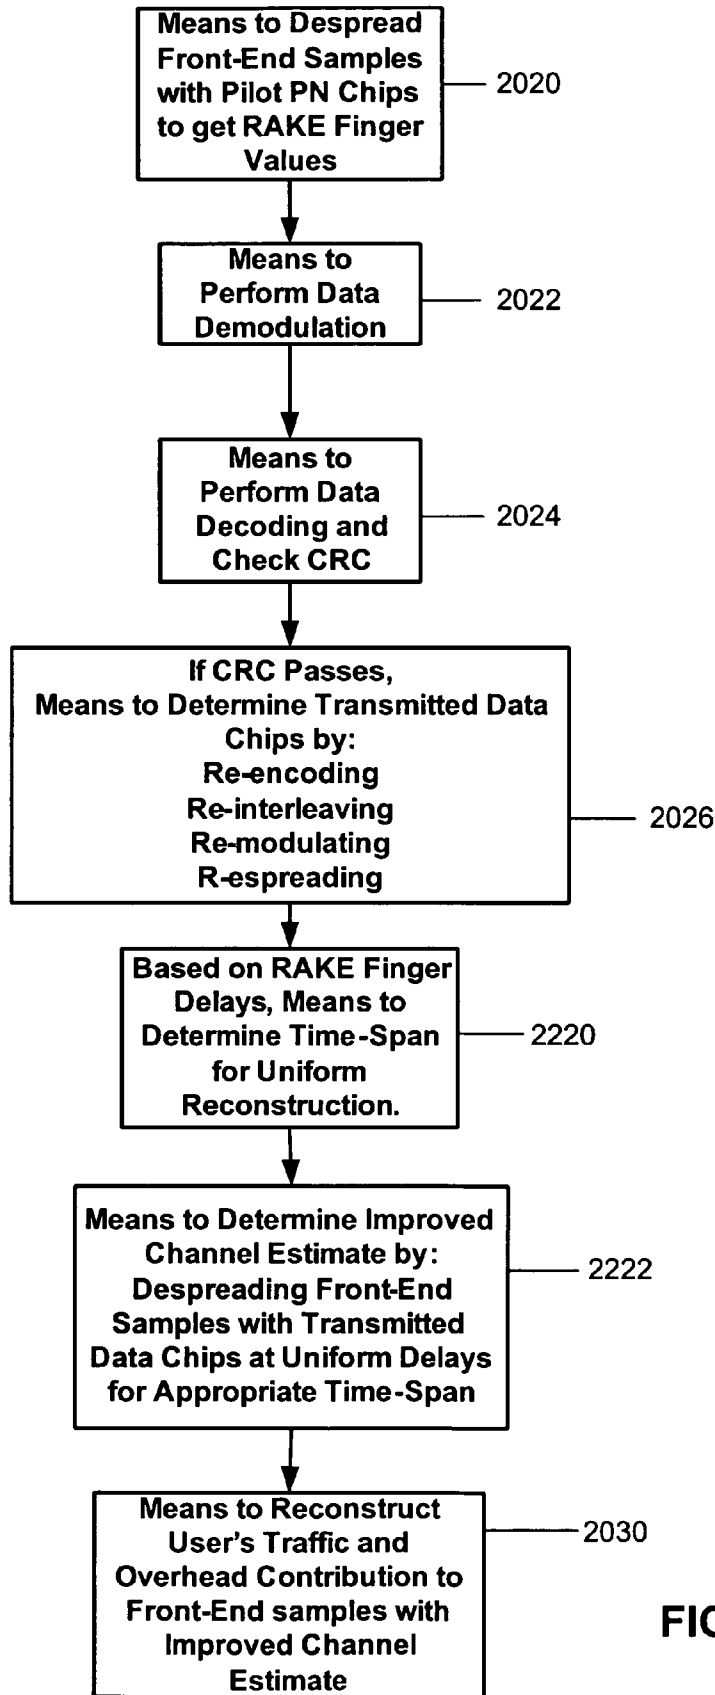 Means to Despread
Front-End Samples
with Pilot PN Chips
to get RAKE Finger
Values
2020
Means to
Perform Data
Demodulation
2022
Means to
Perform Data
Decoding and
Check CRC
2024
If CRC Passes,
Means to Determine Transmitted Data
Chips by:
Re-encoding
Re-interleaving
Re-modulating
R-espreading
2026
Based on RAKE Finger
Delays, Means to
Determine Time-Span
for Uniform
Reconstruction.
2220
Means to Determine Improved
Channel Estimate by:
Despreading Front-End
Samples with Transmitted
Data Chips at Uniform Delays
for Appropriate Time-Span
2222
Means to Reconstruct
User's Traffic and
Overhead Contribution to
Front-End samples with
Improved Channel
Estimate
2030
FIG